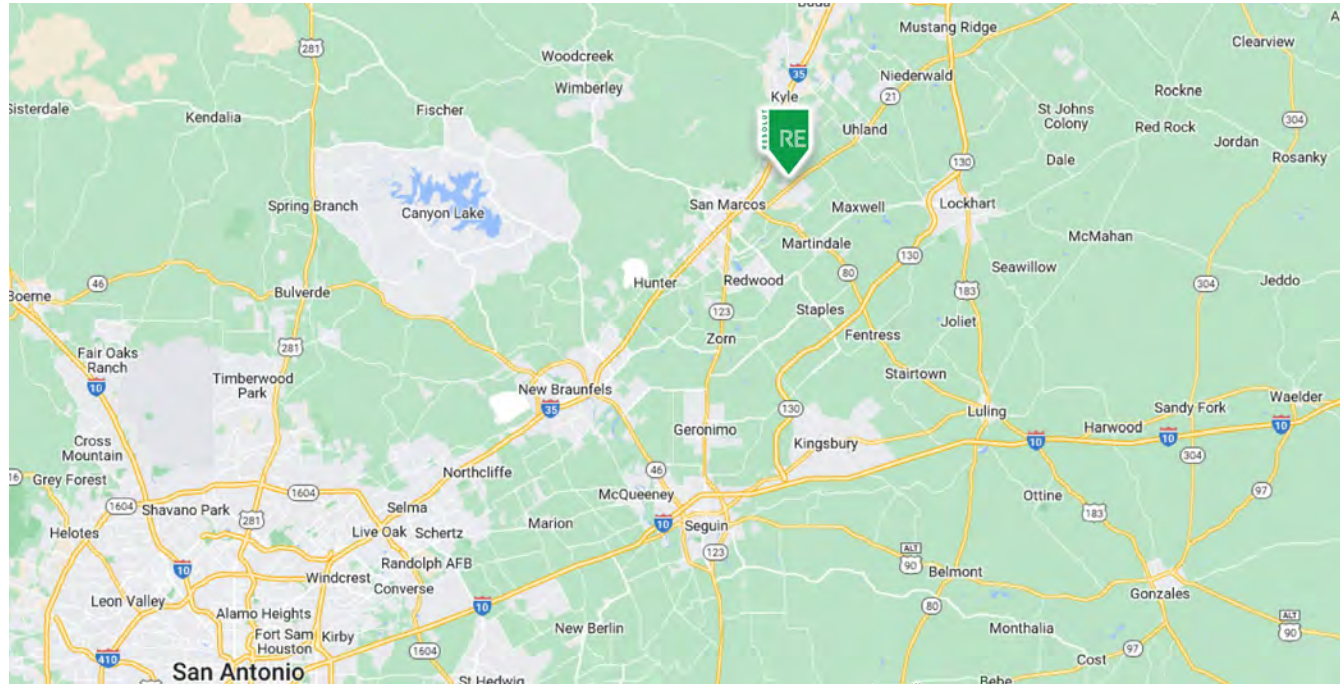 Mustang Ridge
Clearview
281
Woodcreek
35
Niederwald
Wimberley
Rockne
Sisterdale
Fischer
Kyle
21
St Johns
Colony
304
Kendalia
RESOLUT
RE
Uhland
Red Rock
Jordan
130
Dale
Rosanky
Spring Branch
Canyon Lake
San Marcos
Maxwell
Lockhart
Martindale
McMahan
130
Seawillow
46
Hunter
Redwood
80
Jeddo
Boerne
Bulverde
183
304
123
Staples
281
Zorn
Fentress
Joliet
Fair Oaks
Ranch
10
Timberwood
Park
New Braunfels
Stairtown
35
130
Luling
Sandy Fork
Waelder
Geronimo
Harwood
10
10
10
Cross
Mountain
Kingsbury
304
16
Grey Forest
Northcliffe
46
1604
97
1604
Shavano Park
281
Selma
McQueeney
Ottine
183
Helotes
Live Oak
Schertz
Marion
10
Seguin
123
10
Randolph AFB
ALT
90
Belmont
Windcrest
Converse
Leon Valley
Alamo Heights
10
80
Gonzales
ALT
90
Fort Sam
Houston
Kirby
New Berlin
Monthalia
410
1604
97
Cost
San Antonio
St Hedwig
Bebe